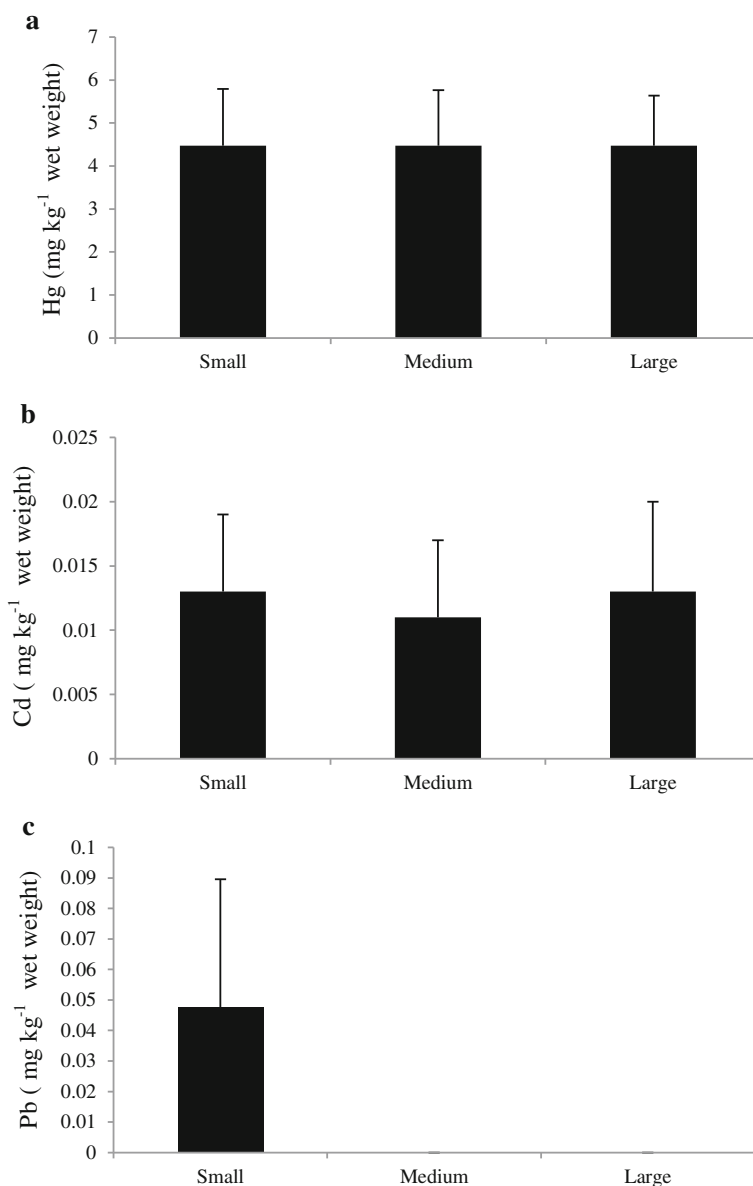 a
7
6
5
4
3
2
1
0
Hg (mg kg⁻¹ wet weight)
Small Medium Large
b
0.025
0.02
0.015
0.01
0.005
0
Cd ( mg kg⁻¹ wet weight)
Small Medium Large
c
0.1
0.09
0.08
0.07
0.06
0.05
0.04
0.03
0.02
0.01
0
Pb ( mg kg⁻¹ wet weight)
Small Medium Large